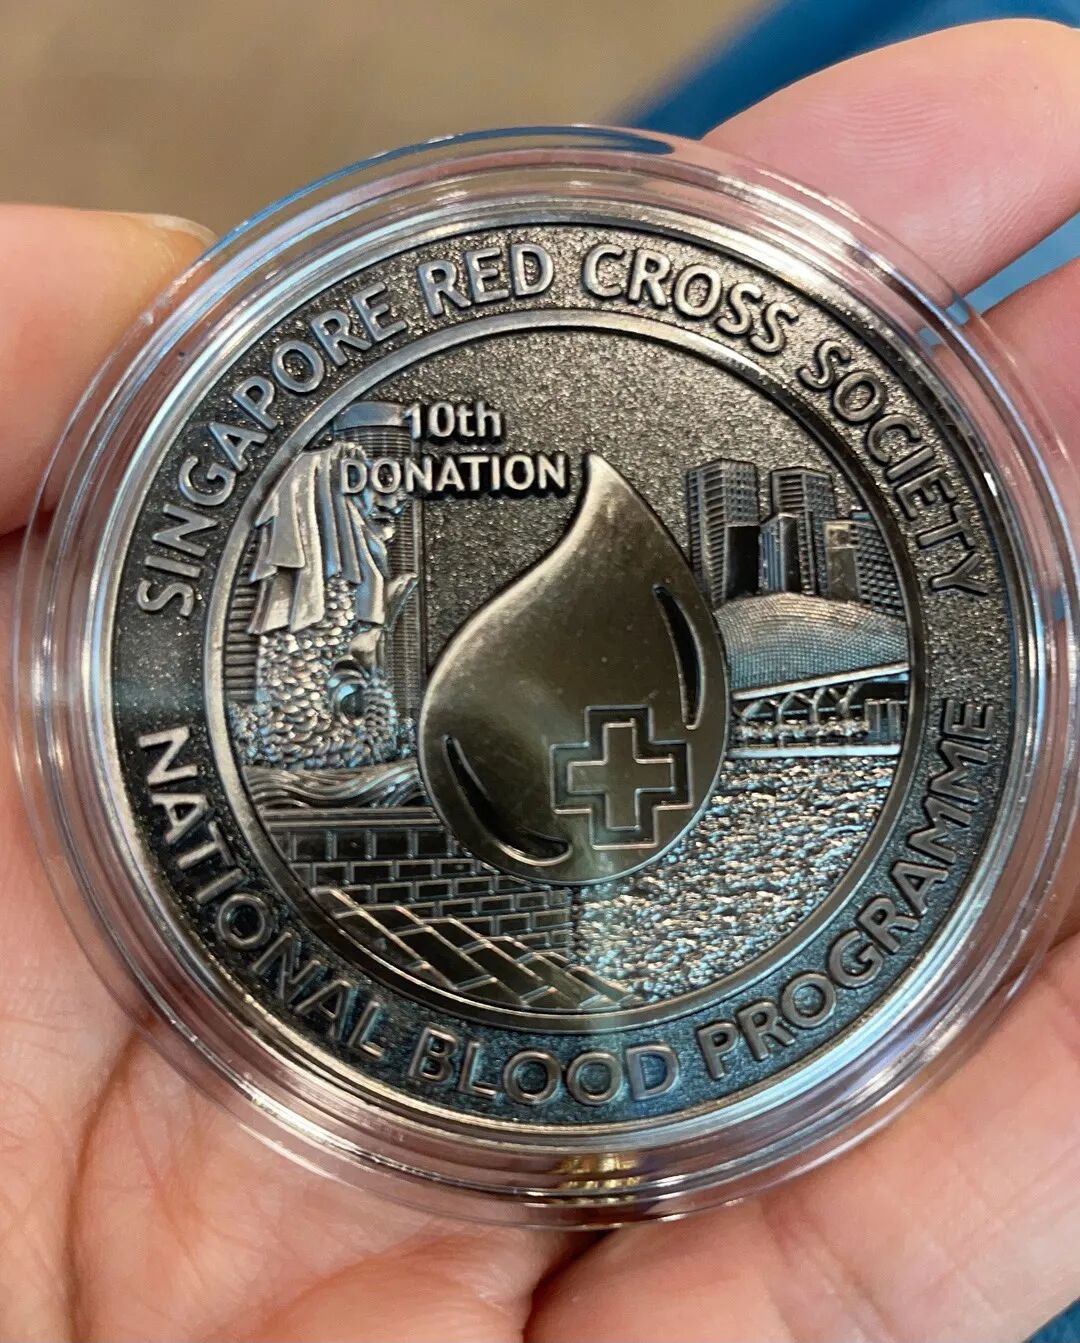 SINGAPORE RED CROSS SOCIETY
10th
DONATION
NATIONAL BLOOD PROGRAMME